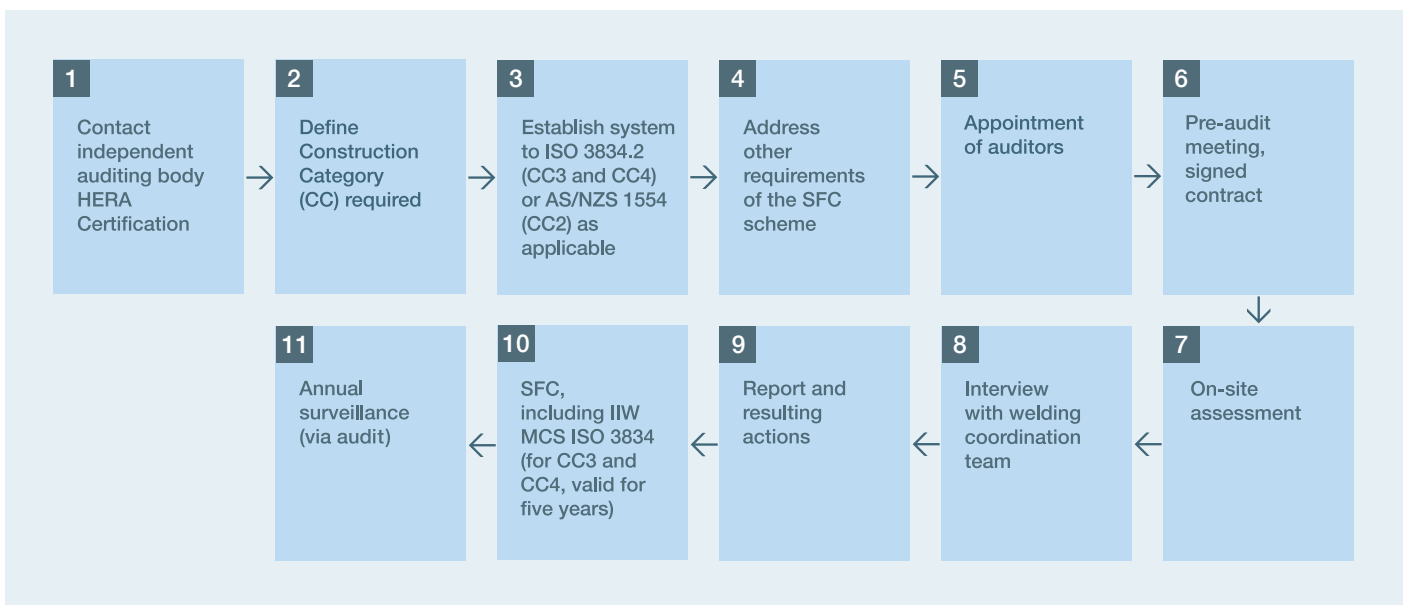 1
Contact
independent
auditing body
HERA
Certification
2
Define
Construction
Category
(CC) required
3
Establish system
to ISO 3834.2
(CC3 and CC4)
or AS/NZS 1554
(CC2) as
applicable
4
Address
other
requirements
of the SFC
scheme
5
Appointment
of auditors
6
Pre-audit
meeting,
signed
contract
7
On-site
assessment
8
Interview
with welding
coordination
team
9
Report and
resulting
actions
10
SFC,
including IIW
MCS ISO 3834
(for CC3 and
CC4, valid for
five years)
11
Annual
surveillance
(via audit)